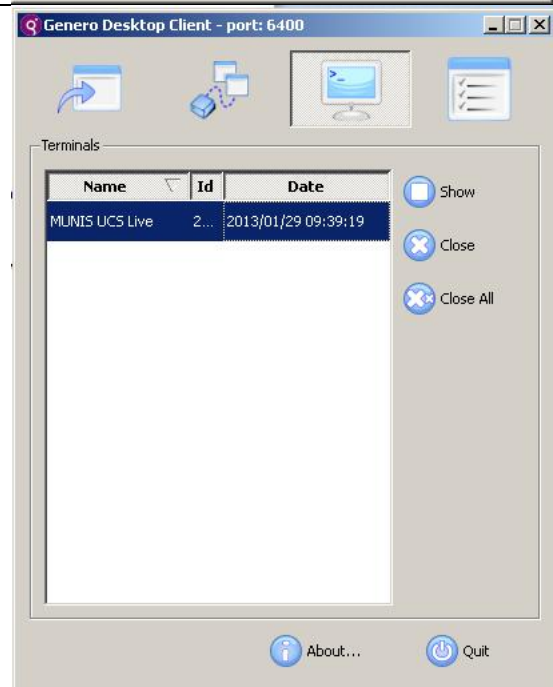 Genero Desktop Client - port: 6400
Terminals
Name Id Date
MUNIS UCS Live 2... 2013/01/29 09:39:19
Show
Close
Close All
About...
Quit